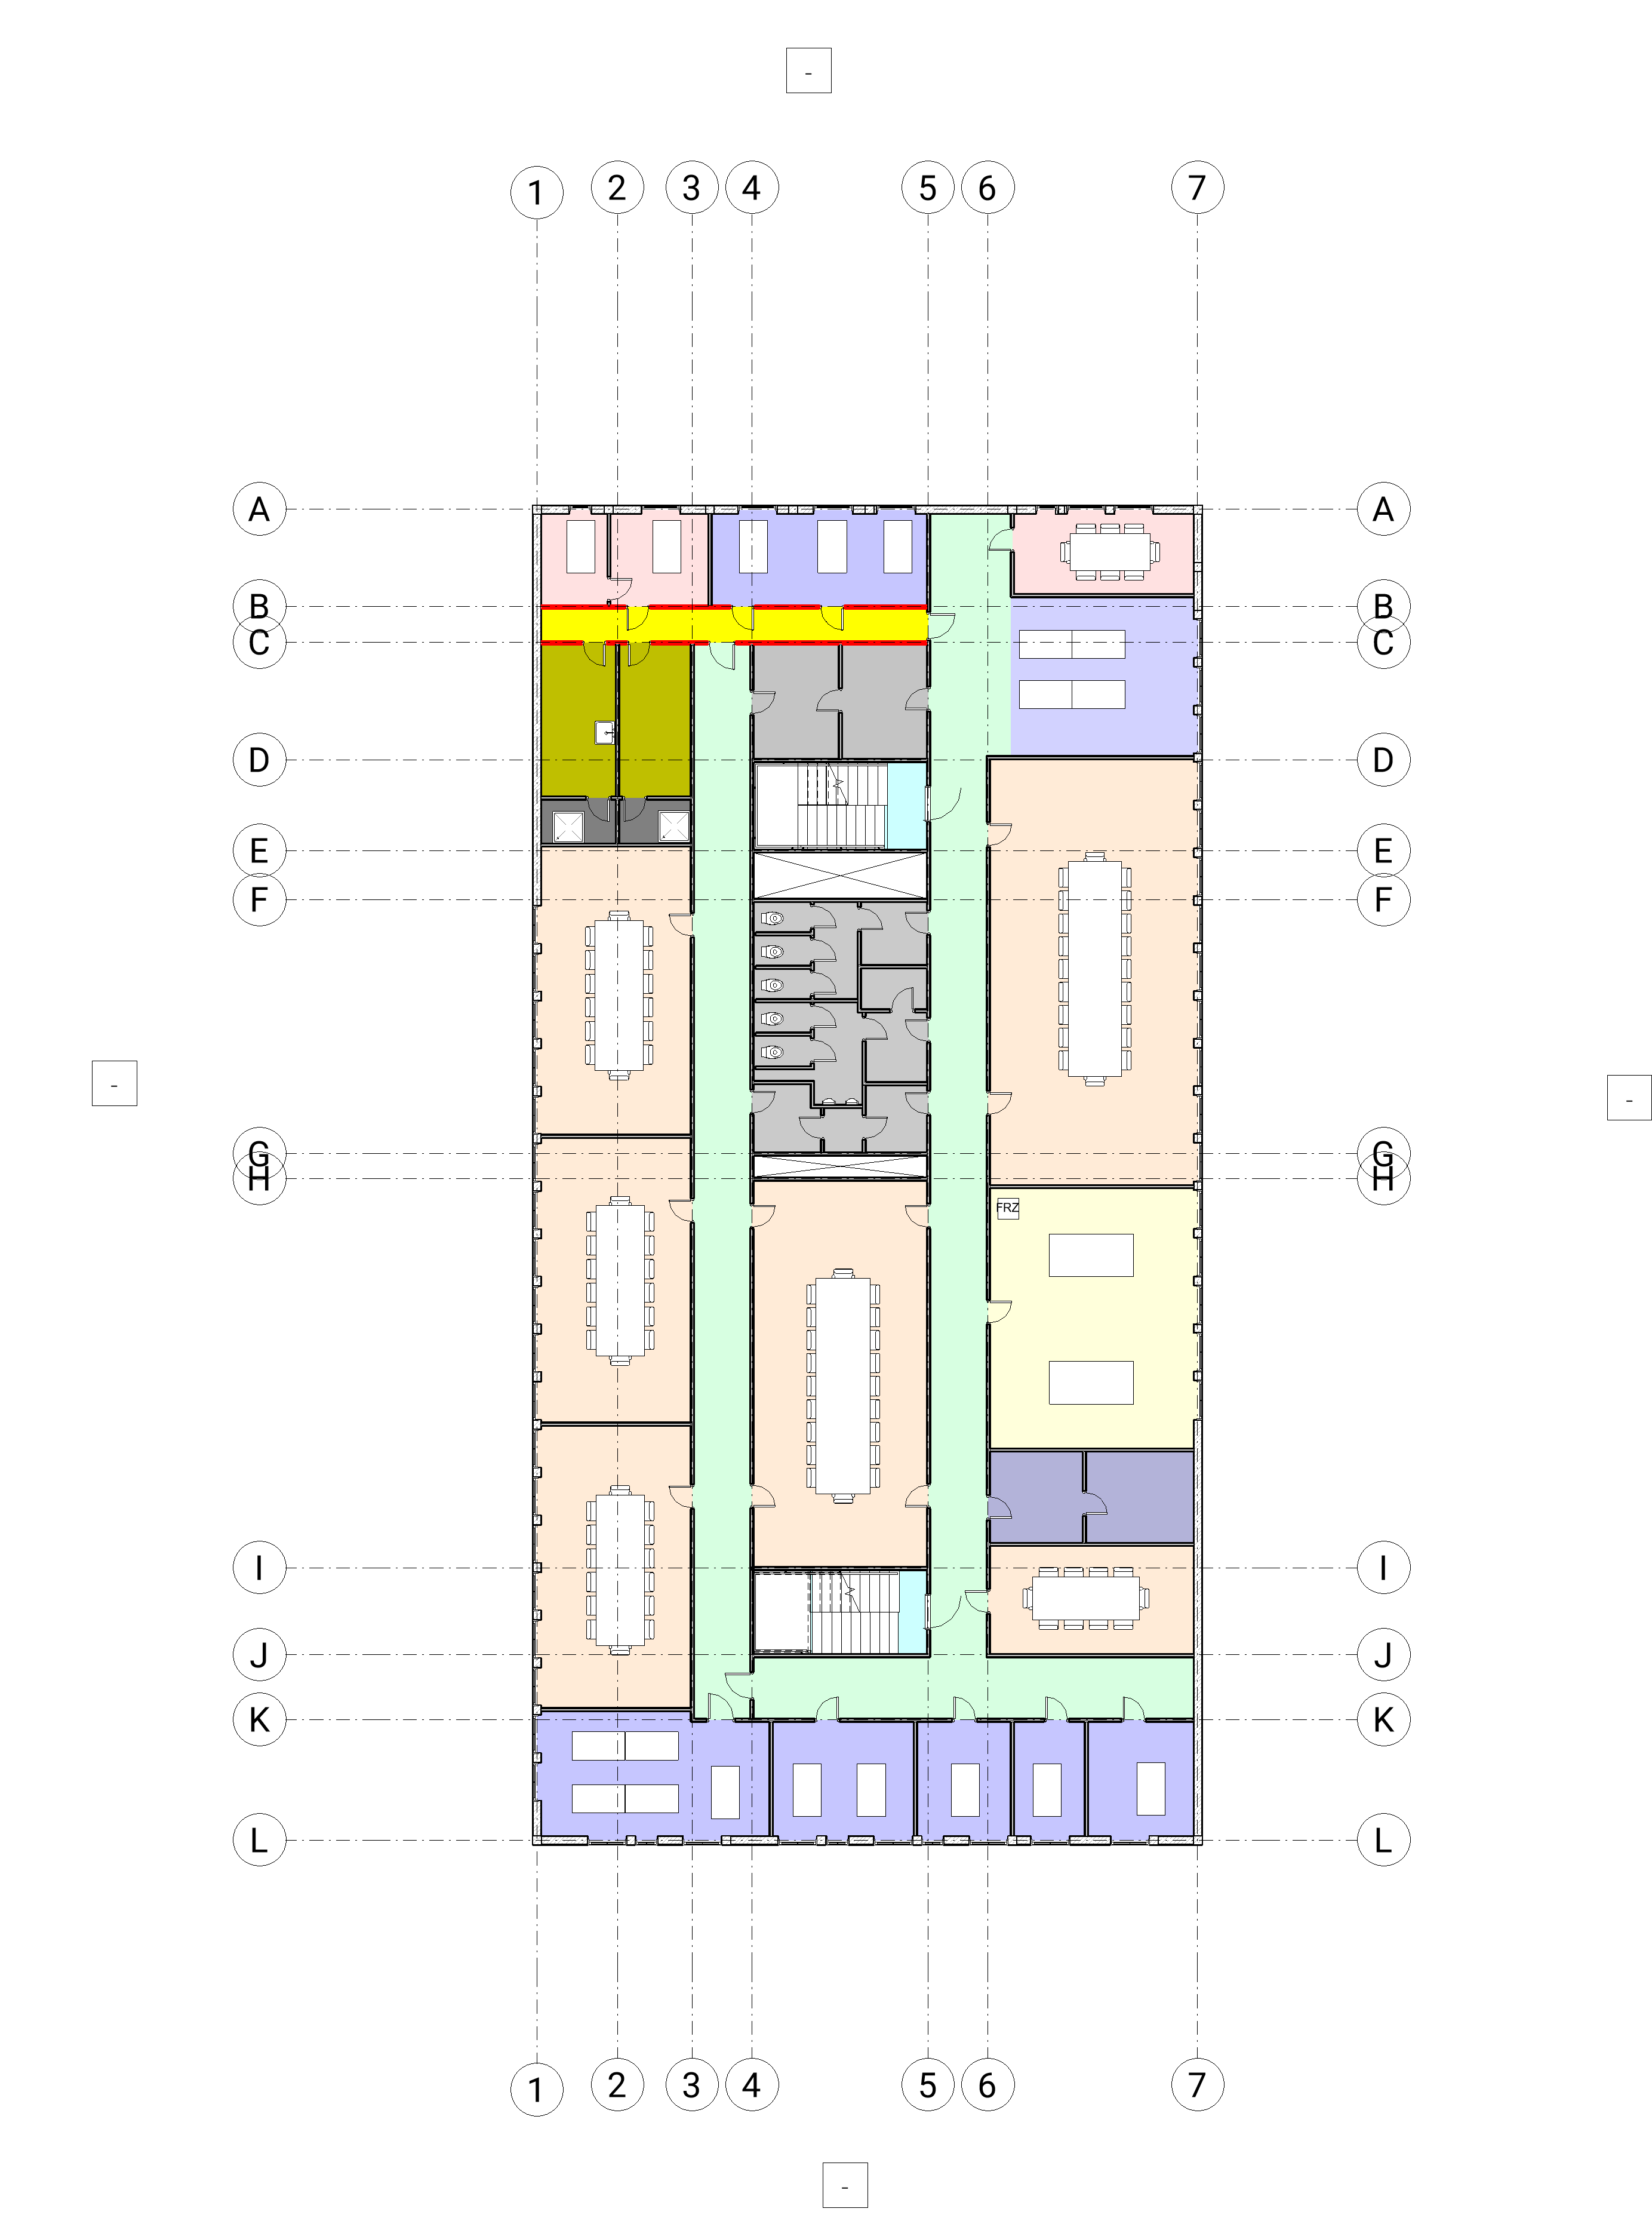 -
1 2 3 4 5 6 7
A A
B B
C C
D D
E E
F F
G G
H H
FRZ
- -
I I
J J
K K
L L
1 2 3 4 5 6 7
-